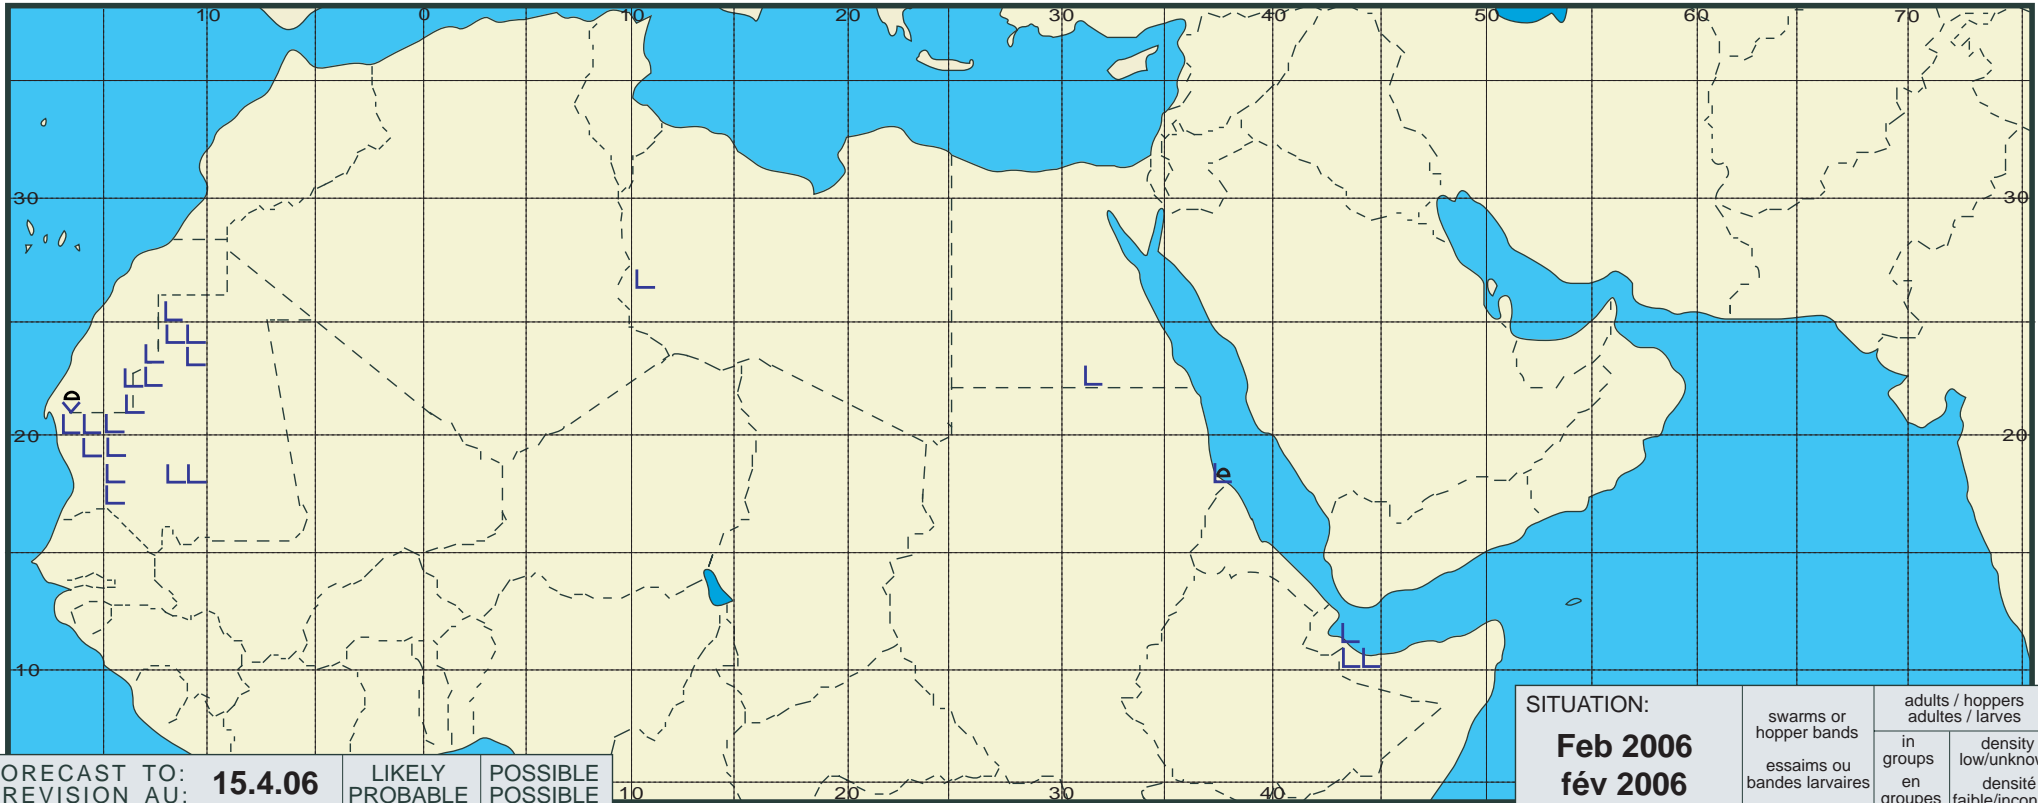 10 0 10 20 30 40 50 60 70
30 30
20 20
10
L
L L
L L
L L
L
D
L L L
L L
L L L
L
L
L
D
L
L L
10 20 30 40
ORECAST TO:
REVISION AU:
15.4.06
LIKELY
PROBABLE
POSSIBLE
POSSIBLE
SITUATION:
Feb 2006
fév 2006
swarms or
hopper bands
essaims ou
bandes larvaires
adults / hoppers
adultes / larves
in
groups
en
groupes
density
low/unknow
densité
faible/incon